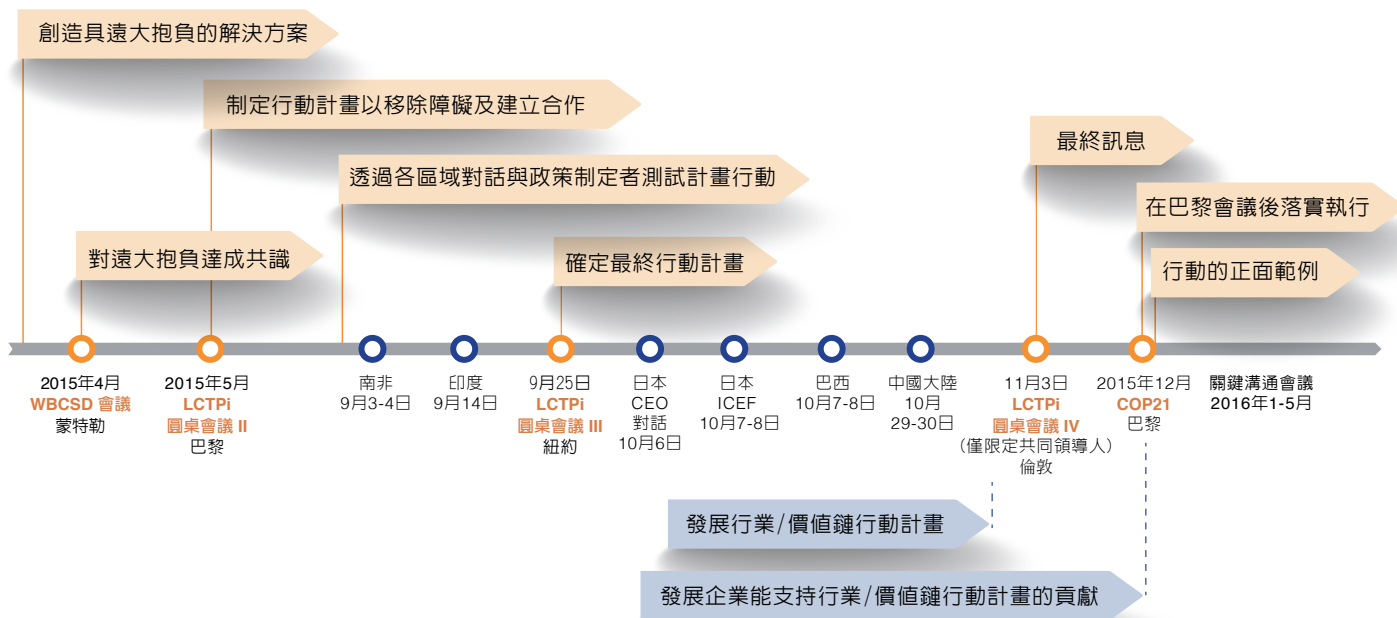 創造具遠大抱負的解決方案
制定行動計畫以移除障礙及建立合作
最終訊息
透過各區域對話與政策制定者測試計畫行動
在巴黎會議後落實執行
對遠大抱負達成共識
確定最終行動計畫
行動的正面範例
2015年4月
WBCSD 會議
蒙特勒
2015年5月
LCTPi
圓桌會議 II
巴黎
南非
9月3-4日
印度
9月14日
9月25日
LCTPi
圓桌會議 III
紐約
日本
CEO
對話
10月6日
日本
ICEF
10月7-8日
巴西
10月7-8日
中國大陸
10月
29-30日
11月3日
LCTPi
圓桌會議 IV
(僅限定共同領導人)
倫敦
2015年12月
COP21
巴黎
關鍵溝通會議
2016年1-5月
發展行業/價值鏈行動計畫
發展企業能支持行業/價值鏈行動計畫的貢獻